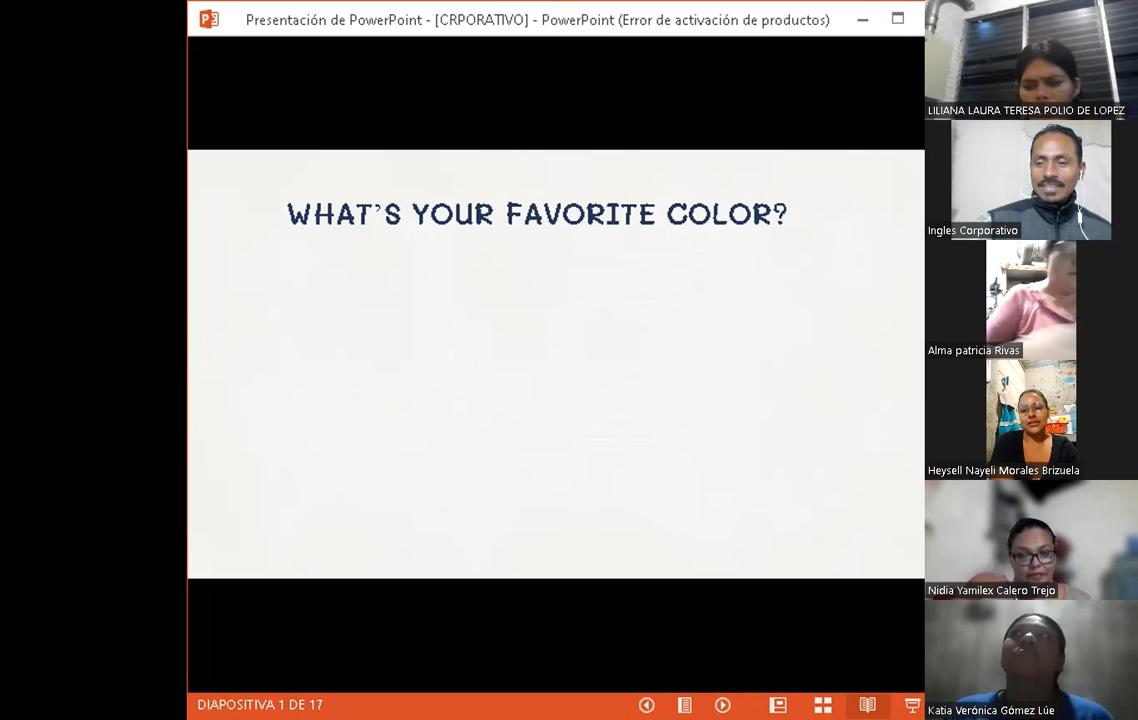 Presentación de PowerPoint - [CRPORATIVO] - PowerPoint (Error de activación de productos)
WHAT'S YOUR FAVORITE COLOR?
DIAPOSITIVA 1 DE 17
LILIANA LAURA TERESA POLIO DE LOPEZ
Ingles Corporativo
Alma patricia Rivas
Heysell Nayeli Morales Brizuela
Nidia Yamilex Calero Trejo
Katia Verónica Gómez Lúe